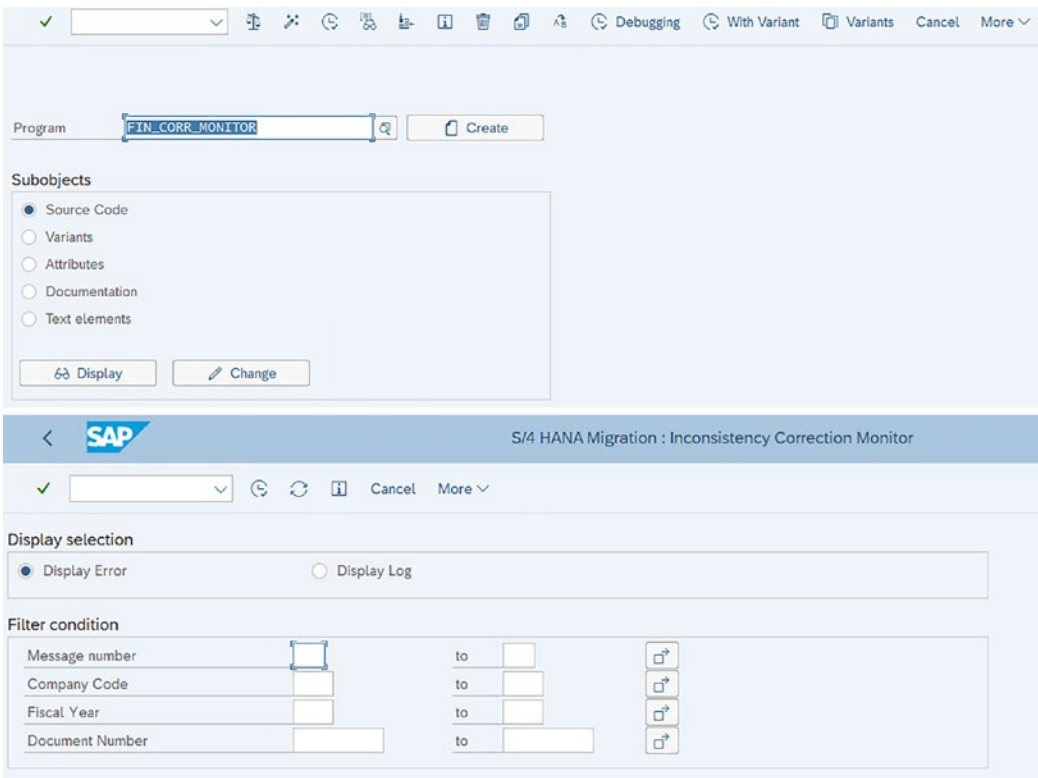 Debugging With Variant Variants Cancel More
Program FIN_CORR_MONITOR Create
Subobjects
Source Code
Variants
Attributes
Documentation
Text elements
Display Change
SAP S/4 HANA Migration : Inconsistency Correction Monitor
Cancel More
Display selection
Display Error Display Log
Filter condition
Message number to
Company Code to
Fiscal Year to
Document Number to